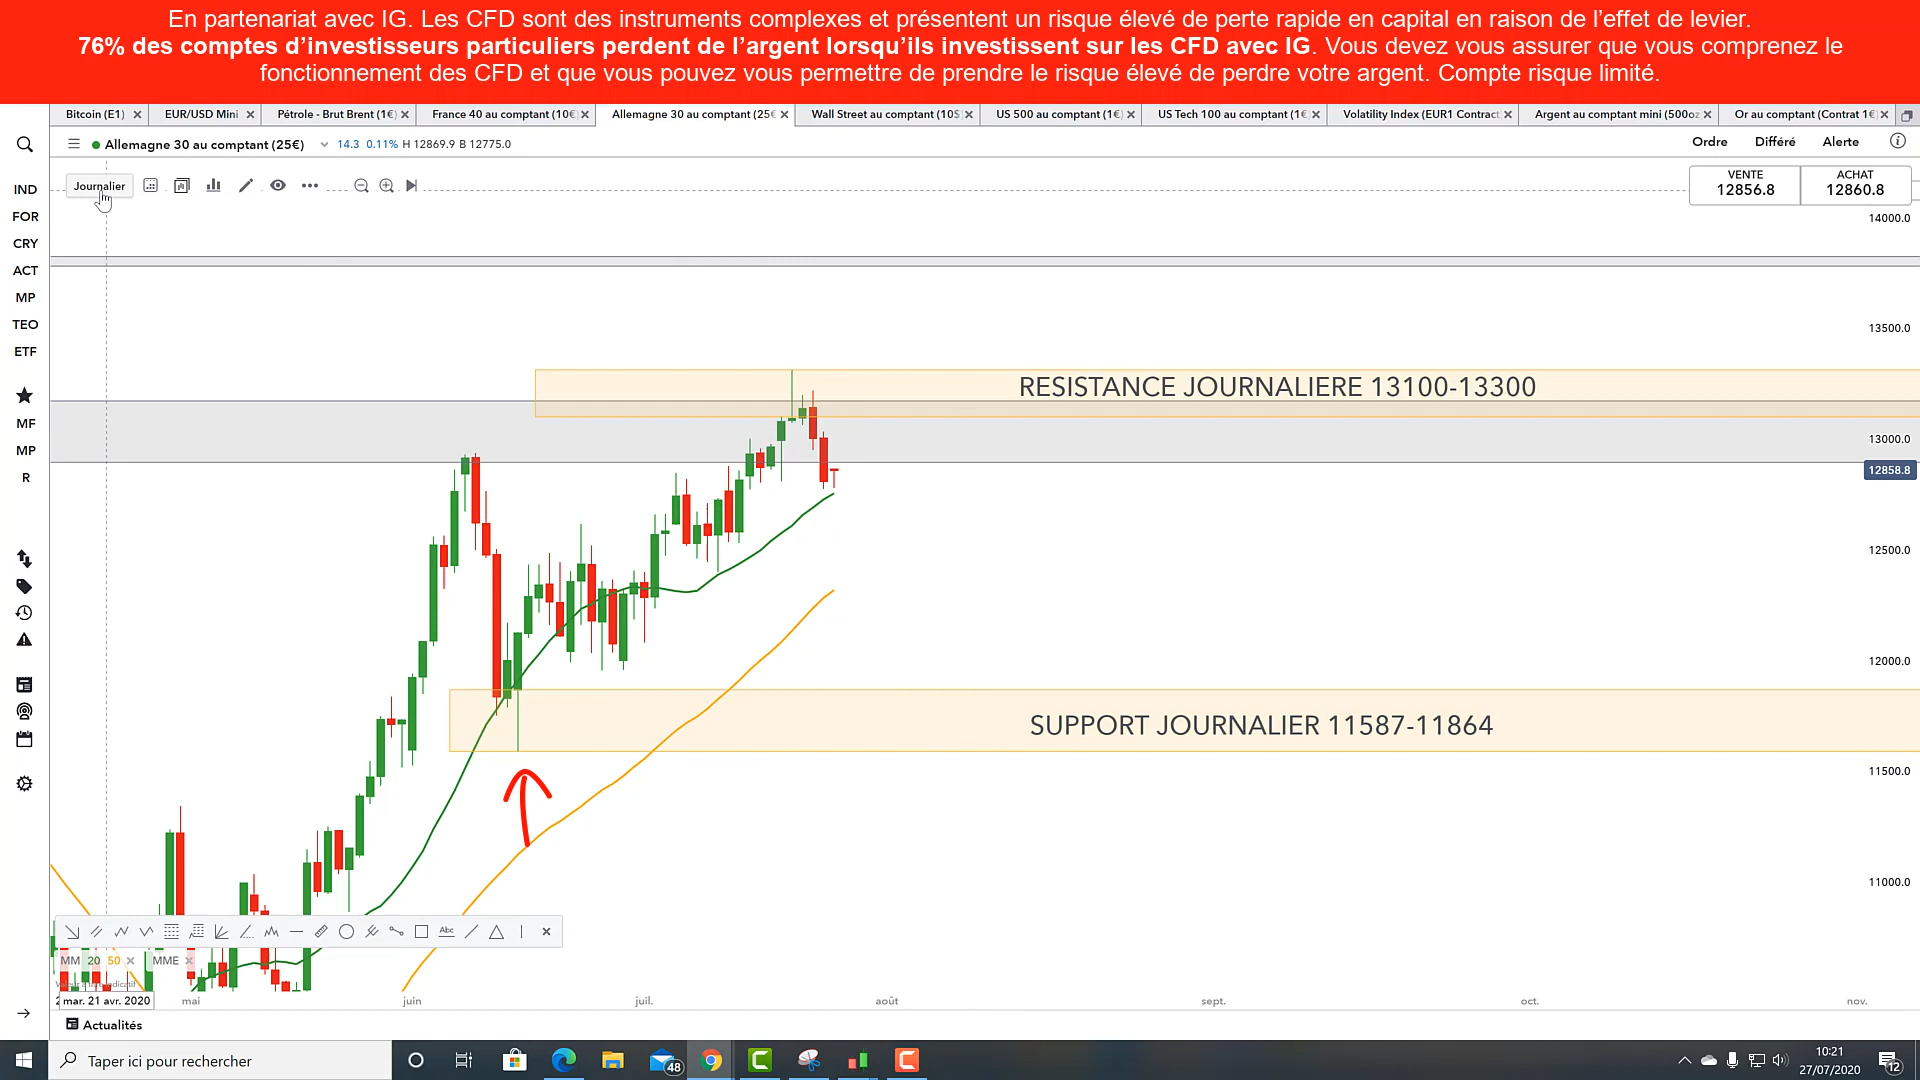 En partenariat avec IG. Les CFD sont des instruments complexes et présentent un risque élevé de perte rapide en capital en raison de l’effet de levier.
76% des comptes d’investisseurs particuliers perdent de l’argent lorsqu’ils investissent sur les CFD avec IG. Vous devez vous assurer que vous comprenez le
fonctionnement des CFD et que vous pouvez vous permettre de prendre le risque élevé de perdre votre argent. Compte risque limité.
Bitcoin (E1) EUR/USD Mini Pétrole - Brut Brent (1€) France 40 au comptant (10€) Allemagne 30 au comptant (25€ Wall Street au comptant (10$) US 500 au comptant (1€) US Tech 100 au comptant (1€) Volatility Index (EUR1 Contract Argent au comptant mini (500oz Or au comptant (Contrat 1€)
Allemagne 30 au comptant (25€) 14.3 0.11% H 12869.9 B 12775.0 Ordre Différé Alerte
Journalier
VENTE ACHAT
12856.8 12860.8
IND
FOR
CRY
ACT
MP
TEO
ETF
MF
MP
R
14000.0
13500.0
RESISTANCE JOURNALIERE 13100-13300
13000.0
12858.8
12500.0
12000.0
SUPPORT JOURNALIER 11587-11864
11500.0
11000.0
Abc
MM 20 50 MME
mar. 21 avr. 2020 mai juin juil. août sept. oct. nov.
Actualités
Taper ici pour rechercher
48
10:21
27/07/2020
12